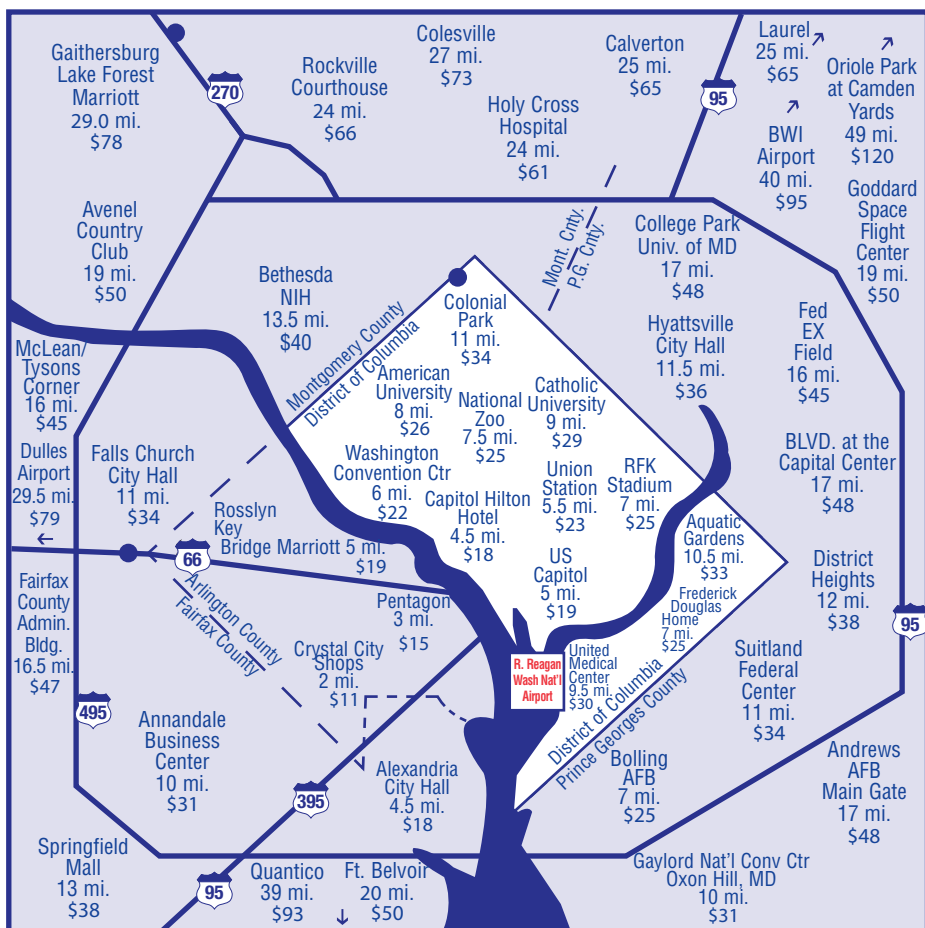 Gaithersburg
Lake Forest
Marriott
29.0 mi.
$78
270
Rockville
Courthouse
24 mi.
$66
Colesville
27 mi.
$73
Holy Cross
Hospital
24 mi.
$61
Calverton
25 mi.
$65
95
Laurel
25 mi.
$65
Oriole Park
at Camden
Yards
49 mi.
$120
BWI
Airport
40 mi.
$95
Goddard
Space
Flight
Center
19 mi.
$50
Avenel
Country
Club
19 mi.
$50
Bethesda
NIH
13.5 mi.
$40
Mont. Cnty.
P.G. Cnty.
College Park
Univ. of MD
17 mi.
$48
Montgomery County
District of Columbia
Colonial
Park
11 mi.
$34
Hyattsville
City Hall
11.5 mi.
$36
Fed
EX
Field
16 mi.
$45
McLean/
Tysons
Corner
16 mi.
$45
American
University
8 mi.
$26
National
Zoo
7.5 mi.
$25
Catholic
University
9 mi.
$29
Dulles
Airport
29.5 mi.
$79
Falls Church
City Hall
11 mi.
$34
Washington
Convention Ctr
6 mi.
$22
Capitol Hilton
Hotel
4.5 mi.
$18
Union
Station
5.5 mi.
$23
RFK
Stadium
7 mi.
$25
BLVD. at the
Capital Center
17 mi.
$48
Rosslyn
Key
Bridge Marriott 5 mi.
$19
66
Aquatic
Gardens
10.5 mi.
$33
US
Capitol
5 mi.
$19
District
Heights
12 mi.
$38
Fairfax
County
Admin.
Bldg.
16.5 mi.
$47
Arlington County
Fairfax County
Pentagon
3 mi.
$15
Frederick
Douglas
Home
7 mi.
$25
95
Crystal City
Shops
2 mi.
$11
R. Reagan
Wash Nat'l
Airport
United
Medical
Center
9.5 mi.
$30
District of Columbia
Prince Georges County
Suitland
Federal
Center
11 mi.
$34
495
Annandale
Business
Center
10 mi.
$31
395
Alexandria
City Hall
4.5 mi.
$18
Bolling
AFB
7 mi.
$25
Andrews
AFB
Main Gate
17 mi.
$48
Springfield
Mall
13 mi.
$38
95
Quantico
39 mi.
$93
Ft. Belvoir
20 mi.
$50
Gaylord Nat'l Conv Ctr
Oxon Hill, MD
10 mi.
$31